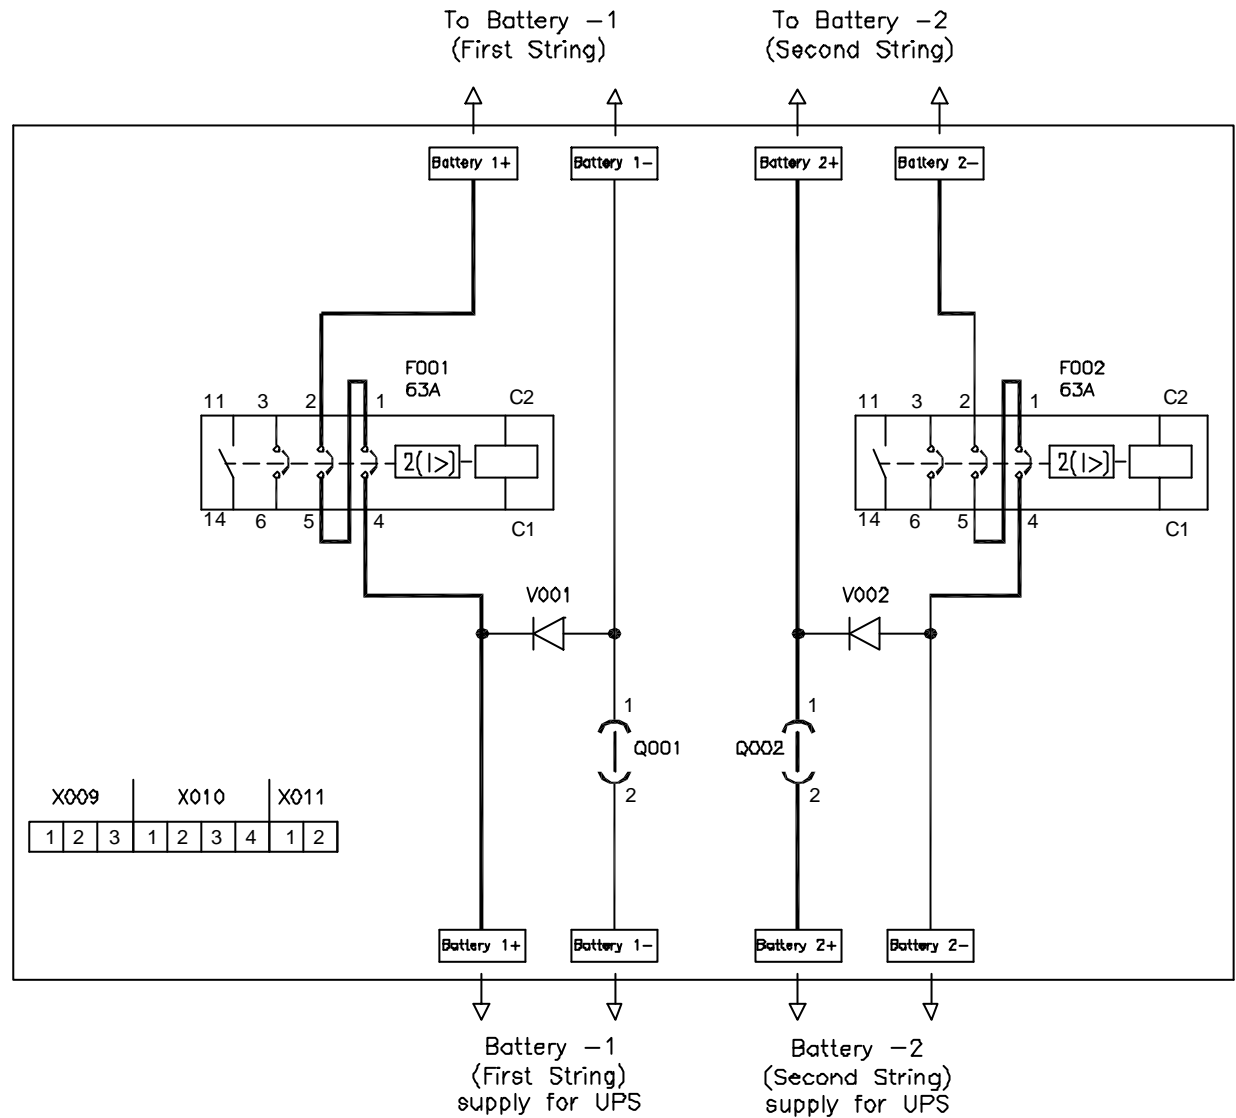 To Battery -1
(First String)
To Battery -2
(Second String)
Battery 1+
Battery 1-
Battery 2+
Battery 2-
F001
63A
F002
63A
11 3 2 1 C2
11 3 2 1 C2
2(I>)
2(I>)
14 6 5 4 C1
14 6 5 4 C1
V001
V002
1
1
Q001
Q002
2
2
X009 X010 X011
1 2 3 1 2 3 4 1 2
Battery 1+
Battery 1-
Battery 2+
Battery 2-
Battery -1
(First String)
supply for UPS
Battery -2
(Second String)
supply for UPS